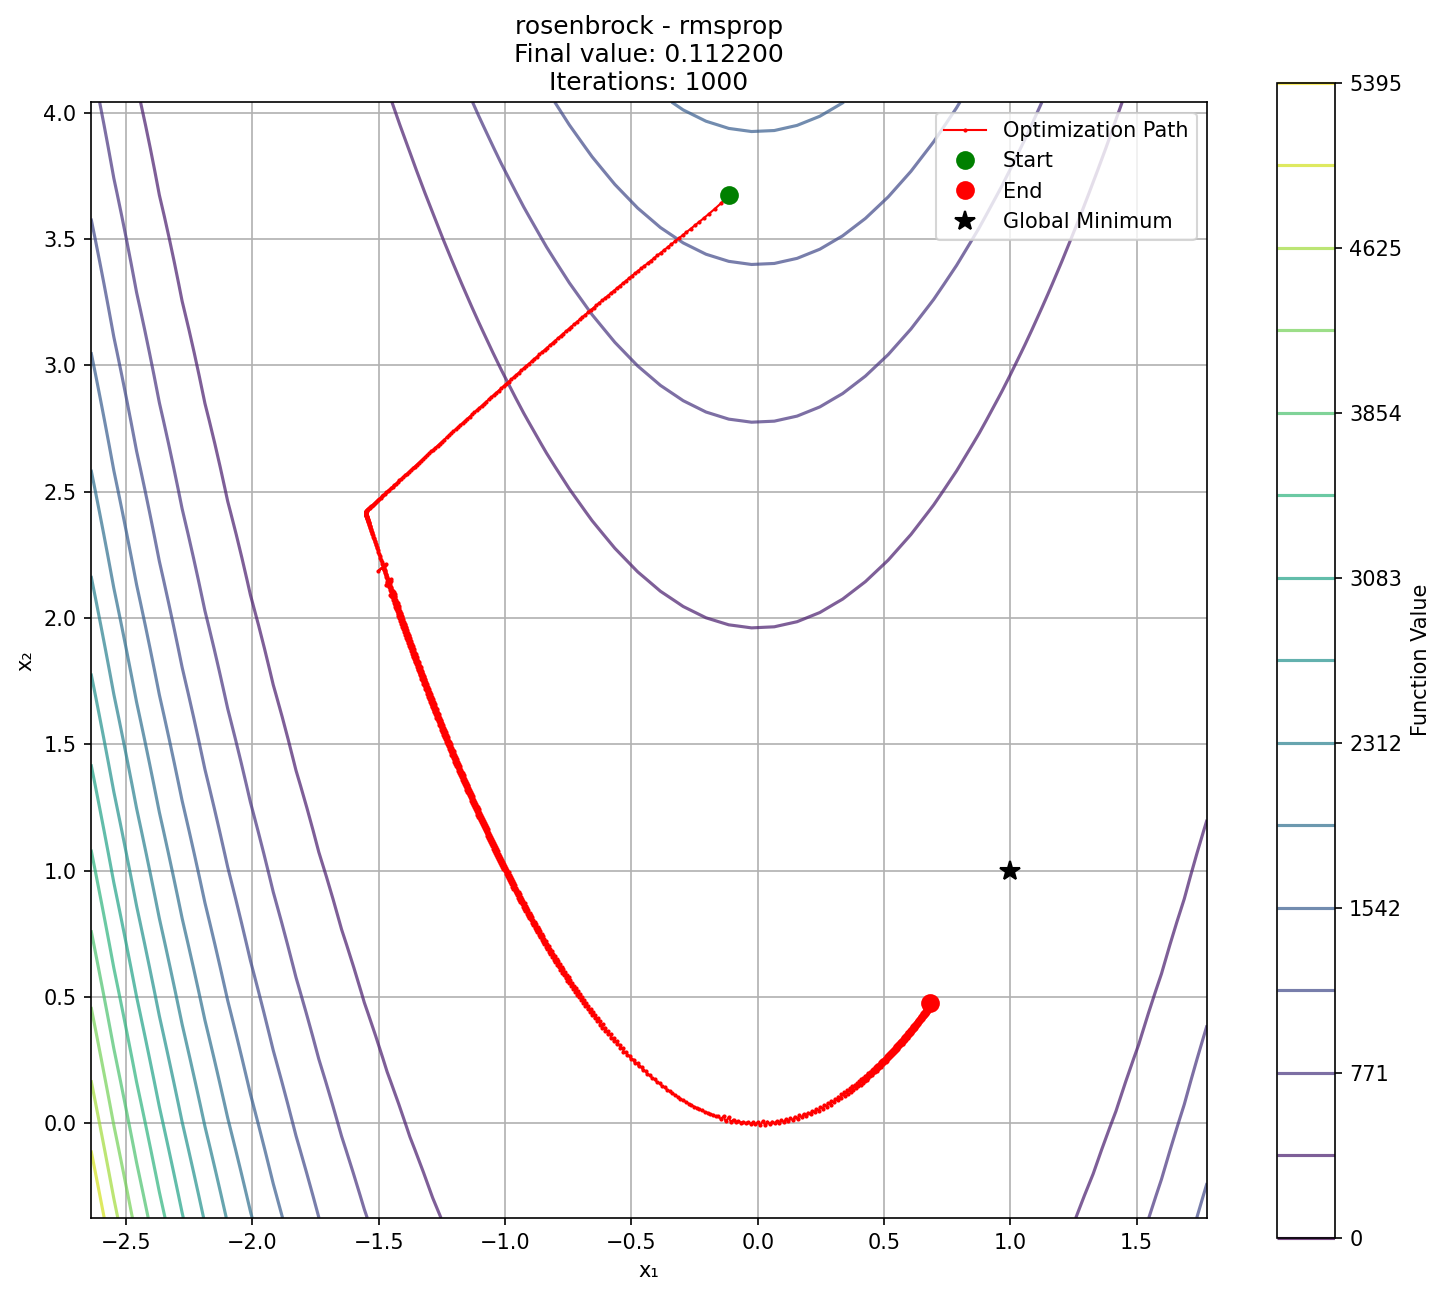 rosenbrock - rmsprop
Final value: 0.112200
Iterations: 1000
Optimization Path
Start
End
Global Minimum
4.0
3.5
3.0
2.5
2.0
1.5
1.0
0.5
0.0
x₂
−2.5
−2.0
−1.5
−1.0
−0.5
0.0
0.5
1.0
1.5
x₁
5395
4625
3854
3083
2312
1542
771
0
Function Value